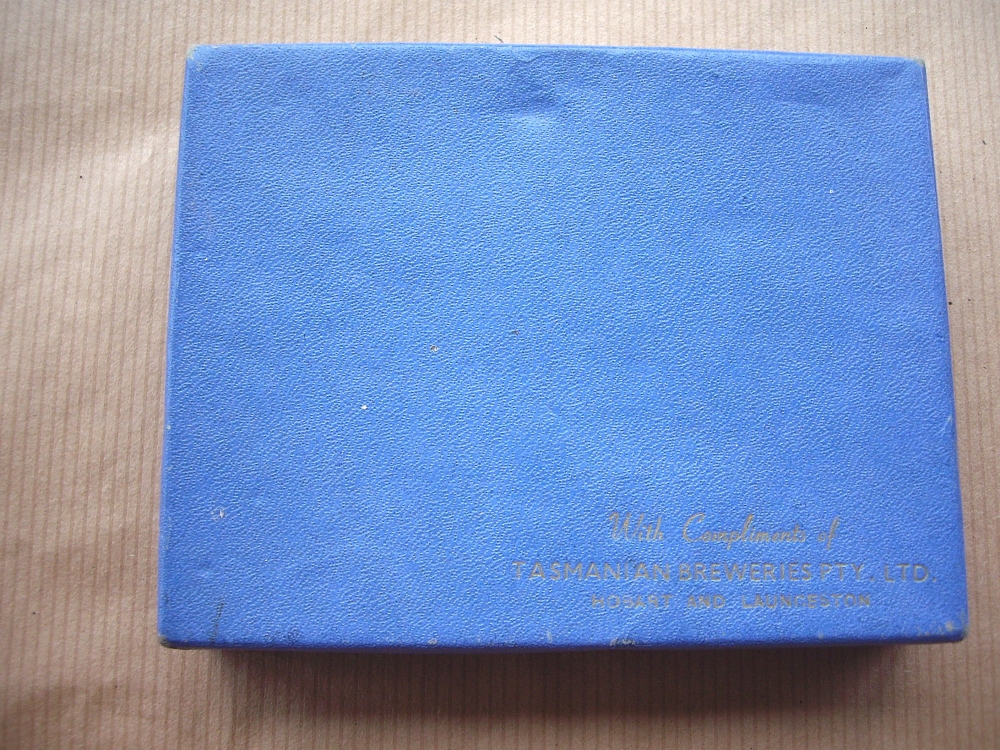 With Compliments of
TASMANIAN BREWERIES PTY. LTD.
HOBART AND LAUNCESTON